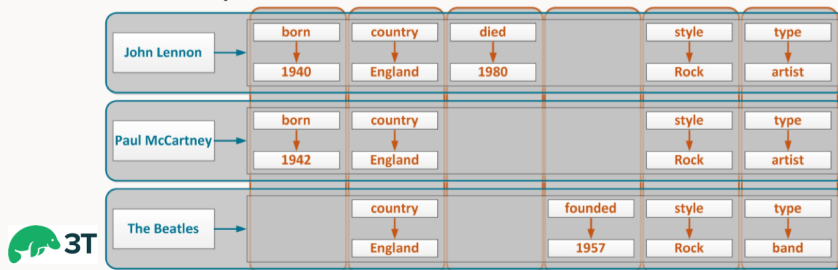 born country died style type
John Lennon
1940 England 1980 Rock artist
born country style type
Paul McCartney
1942 England Rock artist
country founded style type
The Beatles
England 1957 Rock band
3T